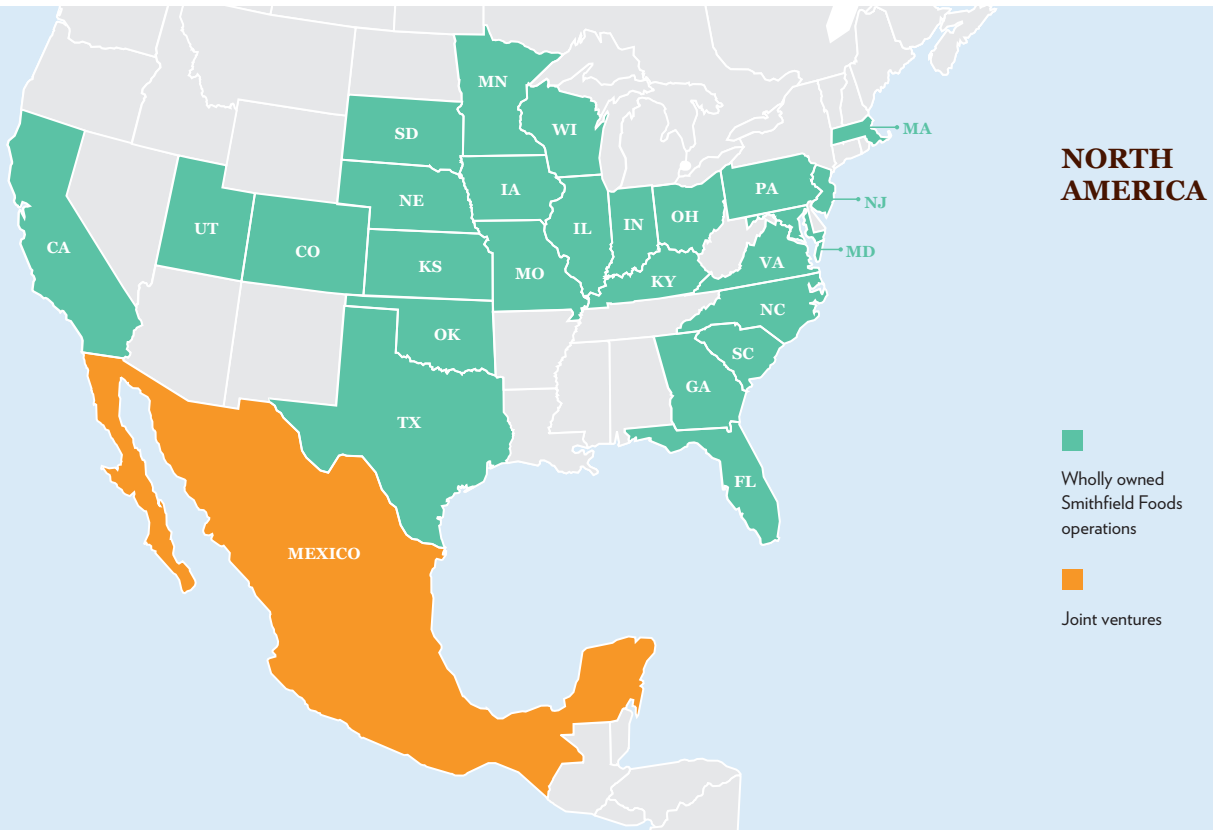 MN
MA
SD
WI
NORTH
AMERICA
PA
IA
NE
NJ
OH
IN
UT
IL
CA
CO
MD
VA
KS
MO
KY
NC
OK
SC
GA
TX
Wholly owned
Smithfield Foods
operations
FL
MEXICO
Joint ventures